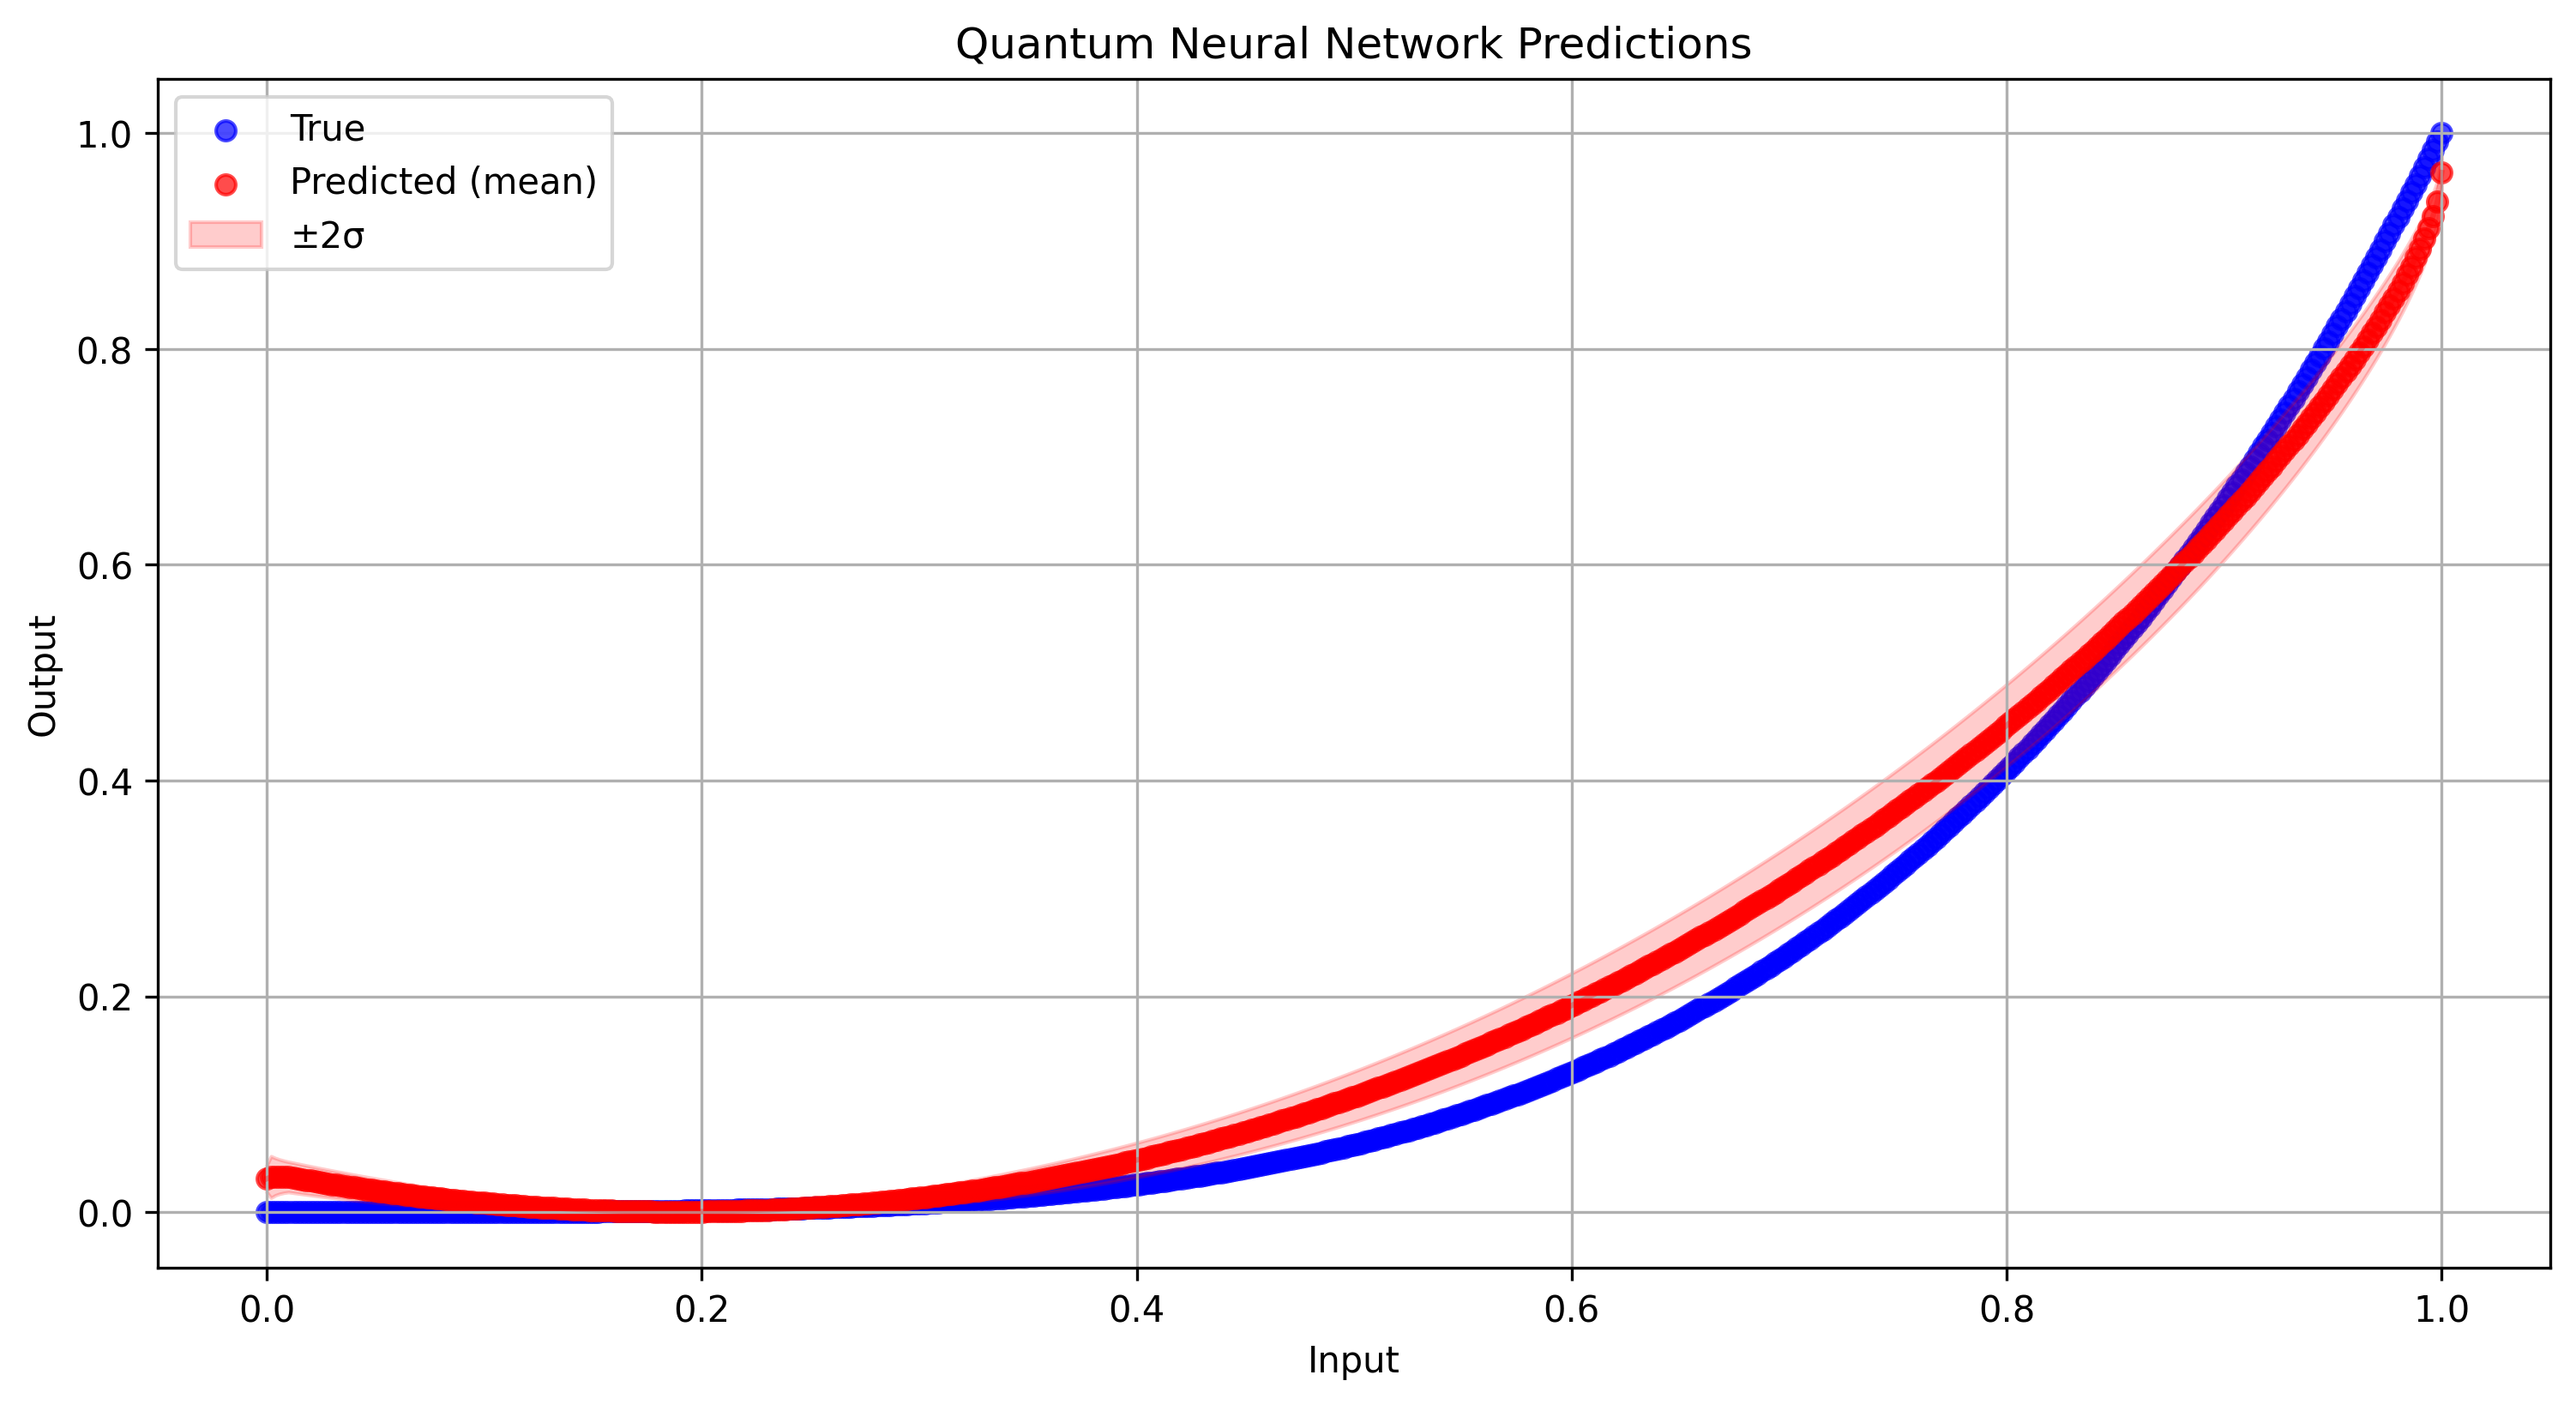 Quantum Neural Network Predictions
True
Predicted (mean)
±2σ
1.0
0.8
0.6
0.4
0.2
0.0
Output
0.0 0.2 0.4 0.6 0.8 1.0
Input